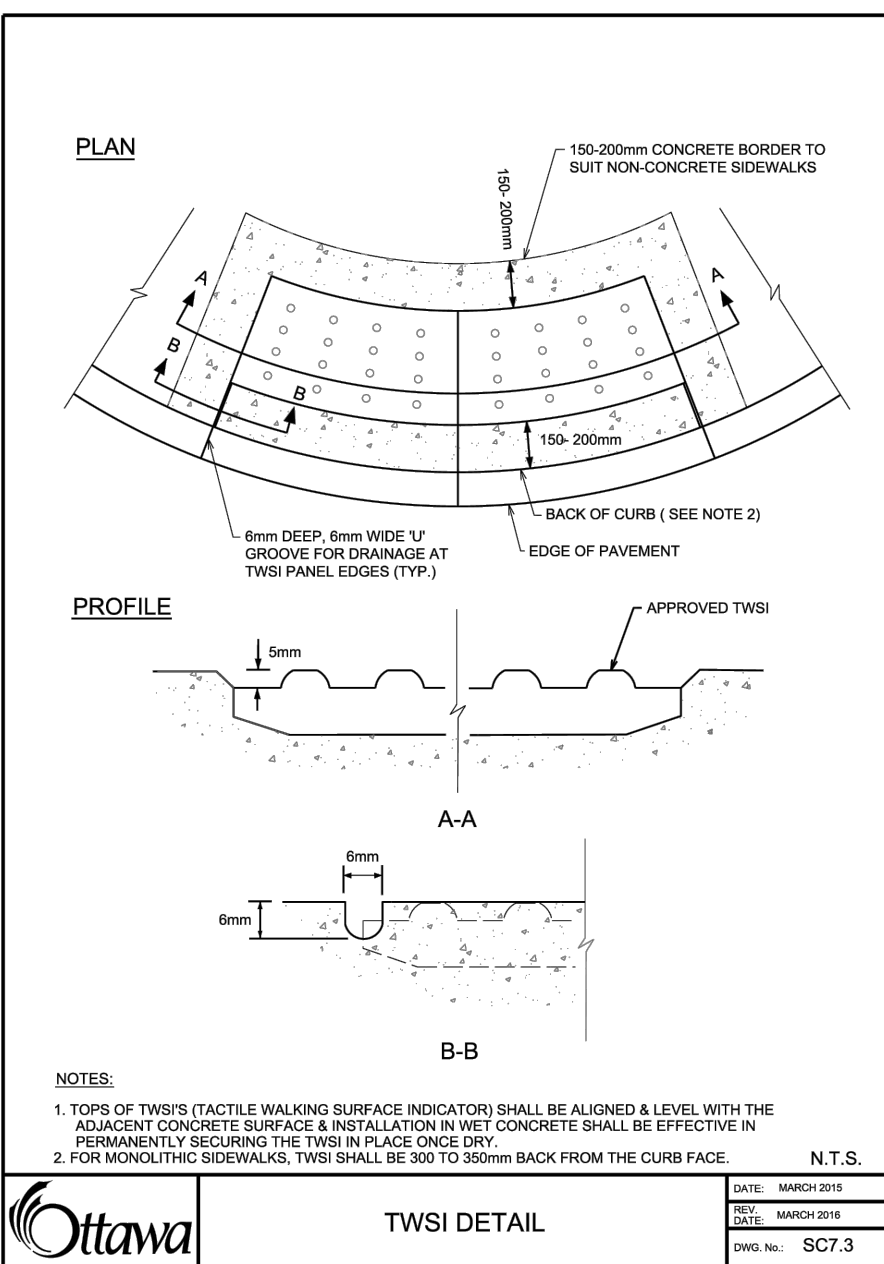 PLAN
150-200mm CONCRETE BORDER TO
SUIT NON-CONCRETE SIDEWALKS
150- 200mm
A
A
B
B
150- 200mm
BACK OF CURB ( SEE NOTE 2)
EDGE OF PAVEMENT
6mm DEEP, 6mm WIDE 'U'
GROOVE FOR DRAINAGE AT
TWSI PANEL EDGES (TYP.)
PROFILE
APPROVED TWSI
5mm
A-A
6mm
6mm
B-B
NOTES:
1. TOPS OF TWSI'S (TACTILE WALKING SURFACE INDICATOR) SHALL BE ALIGNED & LEVEL WITH THE
ADJACENT CONCRETE SURFACE & INSTALLATION IN WET CONCRETE SHALL BE EFFECTIVE IN
PERMANENTLY SECURING THE TWSI IN PLACE ONCE DRY.
2. FOR MONOLITHIC SIDEWALKS, TWSI SHALL BE 300 TO 350mm BACK FROM THE CURB FACE.
N.T.S.
Ottawa
TWSI DETAIL
DATE: MARCH 2015
REV.
DATE: MARCH 2016
DWG. No.: SC7.3